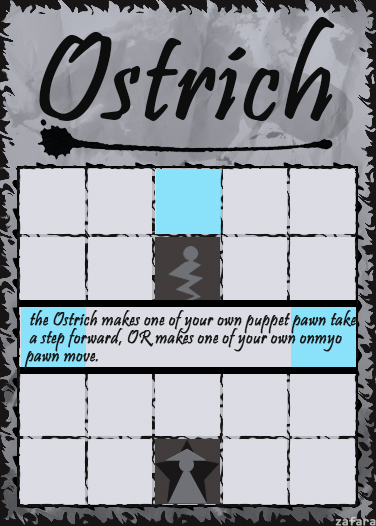 Ostrich
the Ostrich makes one of your own puppet pawn take
a step forward, OR makes one of your own onmyo
pawn move.
zafara